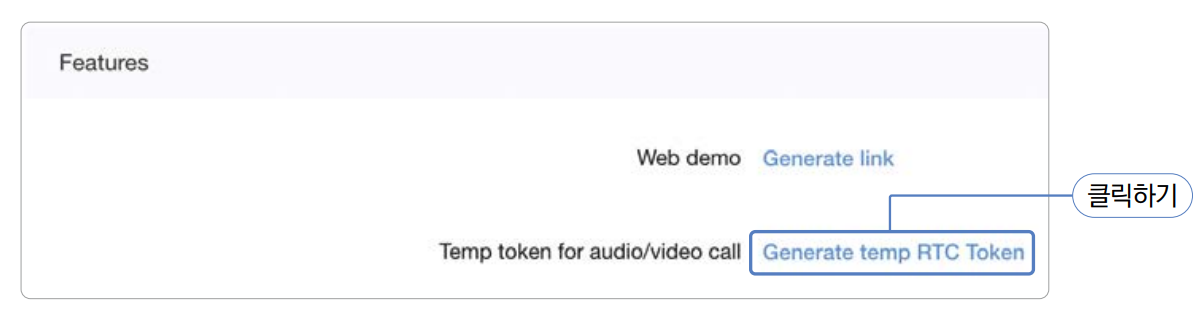 Features
Web demo Generate link
클릭하기
Temp token for audio/video call Generate temp RTC Token